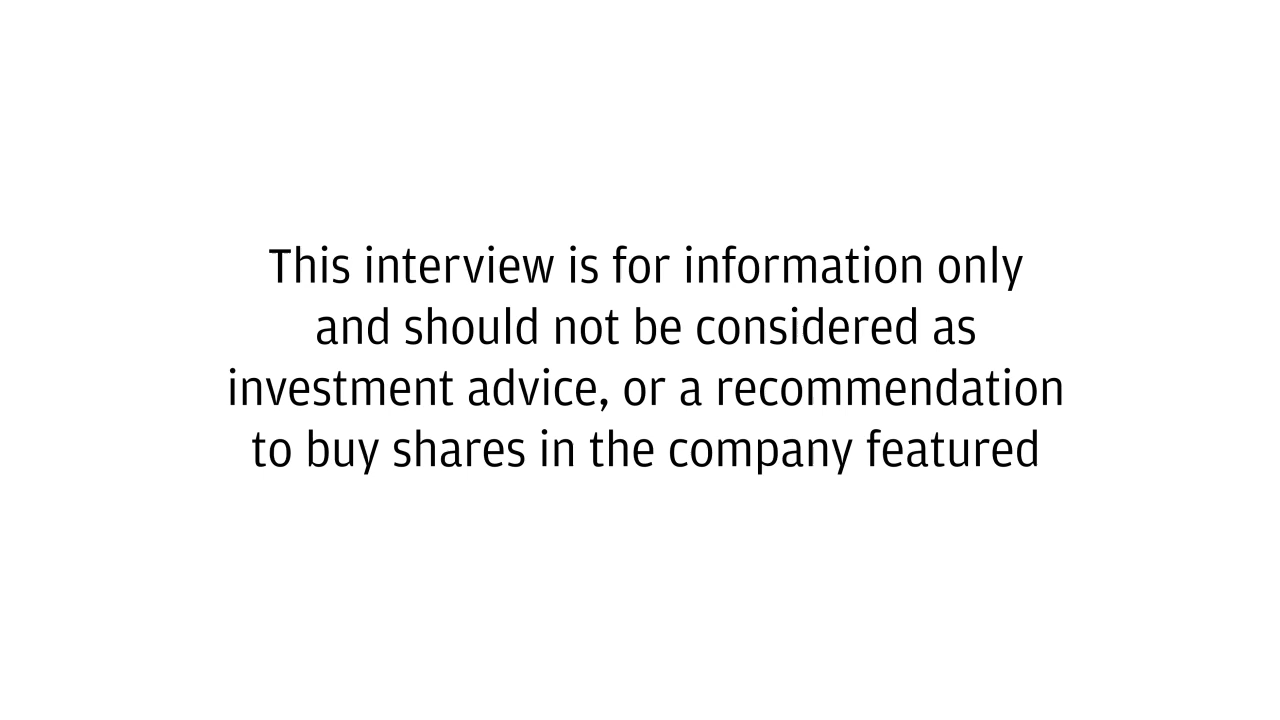 This interview is for information only
and should not be considered as
investment advice, or a recommendation
to buy shares in the company featured